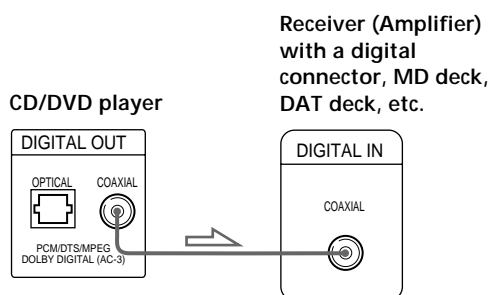 Receiver (Amplifier)
with a digital
connector, MD deck,
DAT deck, etc.
CD/DVD player
DIGITAL OUT
OPTICAL COAXIAL
PCM/DTS/MPEG
DOLBY DIGITAL (AC-3)
DIGITAL IN
COAXIAL